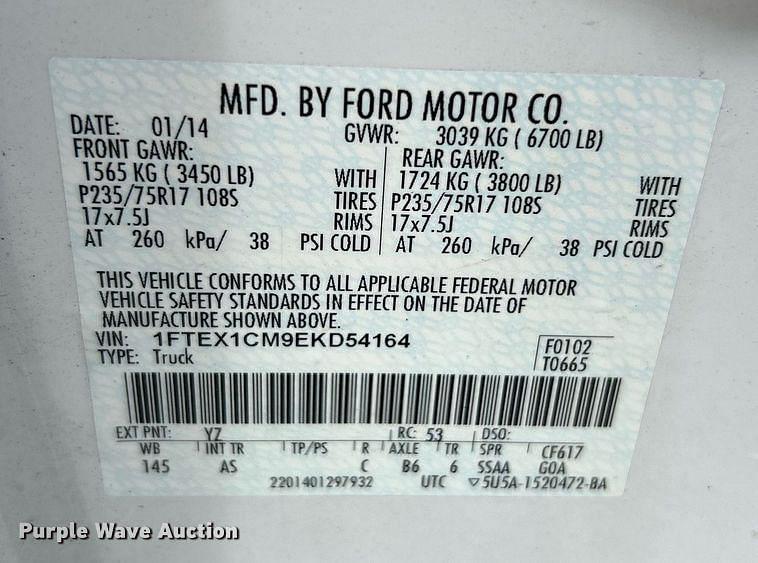 MFD. BY FORD MOTOR CO.
DATE: 01/14 GVWR: 3039 KG ( 6700 LB)
FRONT GAWR: REAR GAWR:
1565 KG ( 3450 LB) WITH 1724 KG ( 3800 LB) WITH
P235/75R17 108S TIRES P235/75R17 108S TIRES
17x7.5J RIMS 17x7.5J RIMS
AT 260 kPa/ 38 PSI COLD AT 260 kPa/ 38 PSI COLD
THIS VEHICLE CONFORMS TO ALL APPLICABLE FEDERAL MOTOR
VEHICLE SAFETY STANDARDS IN EFFECT ON THE DATE OF
MANUFACTURE SHOWN ABOVE.
VIN: 1FTEX1CM9EKD54164 F0102
TYPE: Truck T0665
EXT PNT: YZ RC: 53 DSO:
WB INT TR TP/PS R AXLE TR SPR CF617
145 AS C B6 6 SSAA GOA
2201401297932 UTC ▽5U5A-1520472-BA
Purple Wave Auction